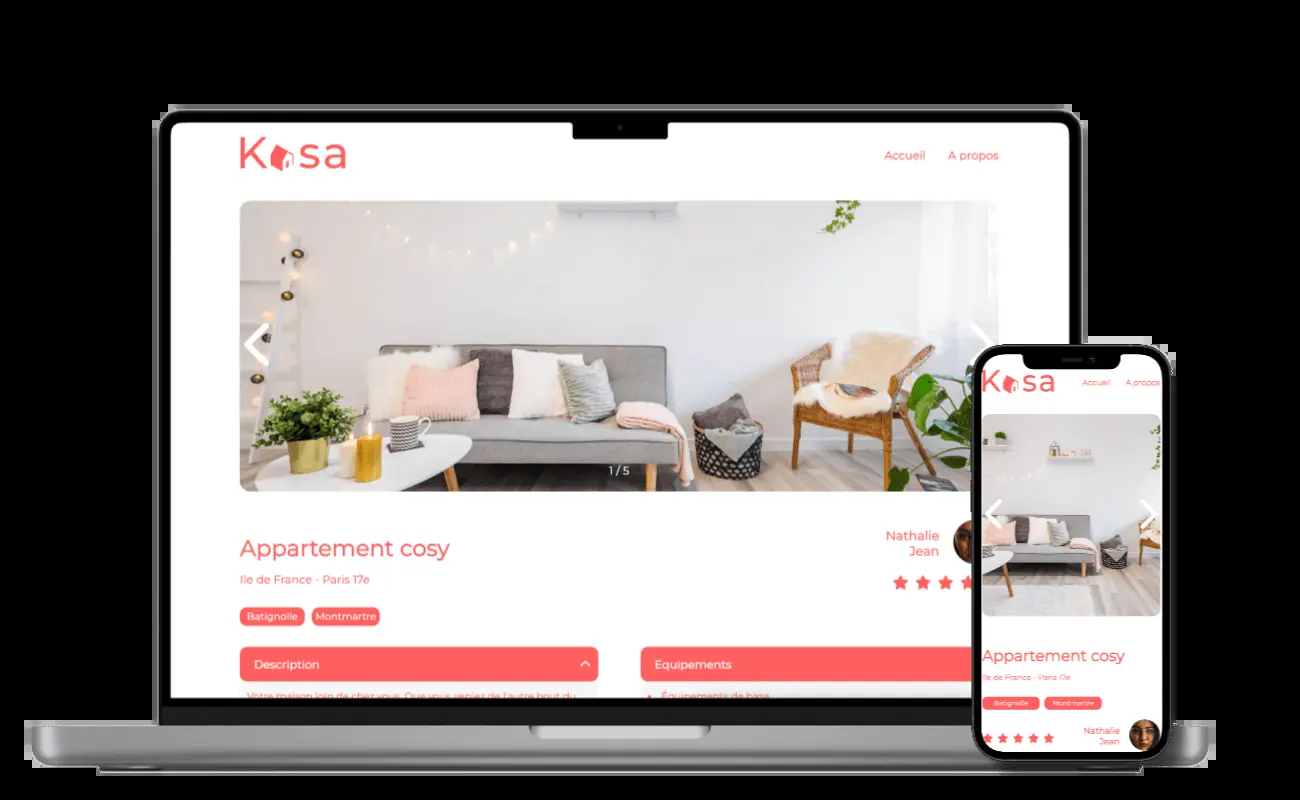 Kasa
Accueil
A propos
1 / 5
Appartement cosy
Ile de France - Paris 17e
Batignolle
Montmartre
Nathalie
Jean
Description
Equipements
Votre maison loin de chez vous. Que vous veniez de l'autre bout du
Équipements de base
Kasa
Accueil
A propos
Appartement cosy
Ile de France - Paris 17e
Batignolle
Montmartre
Nathalie
Jean